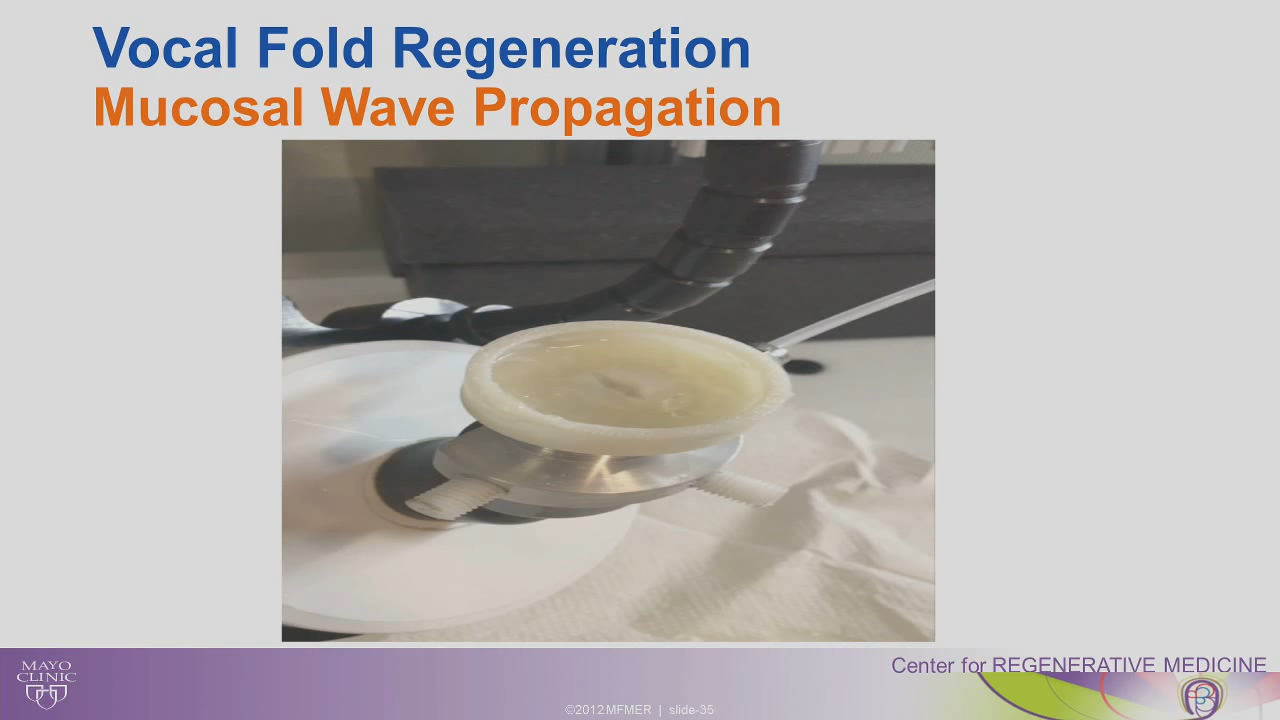 Vocal Fold Regeneration
Mucosal Wave Propagation
MAYO
CLINIC
Center for REGENERATIVE MEDICINE
©2012 MFMER | slide-35